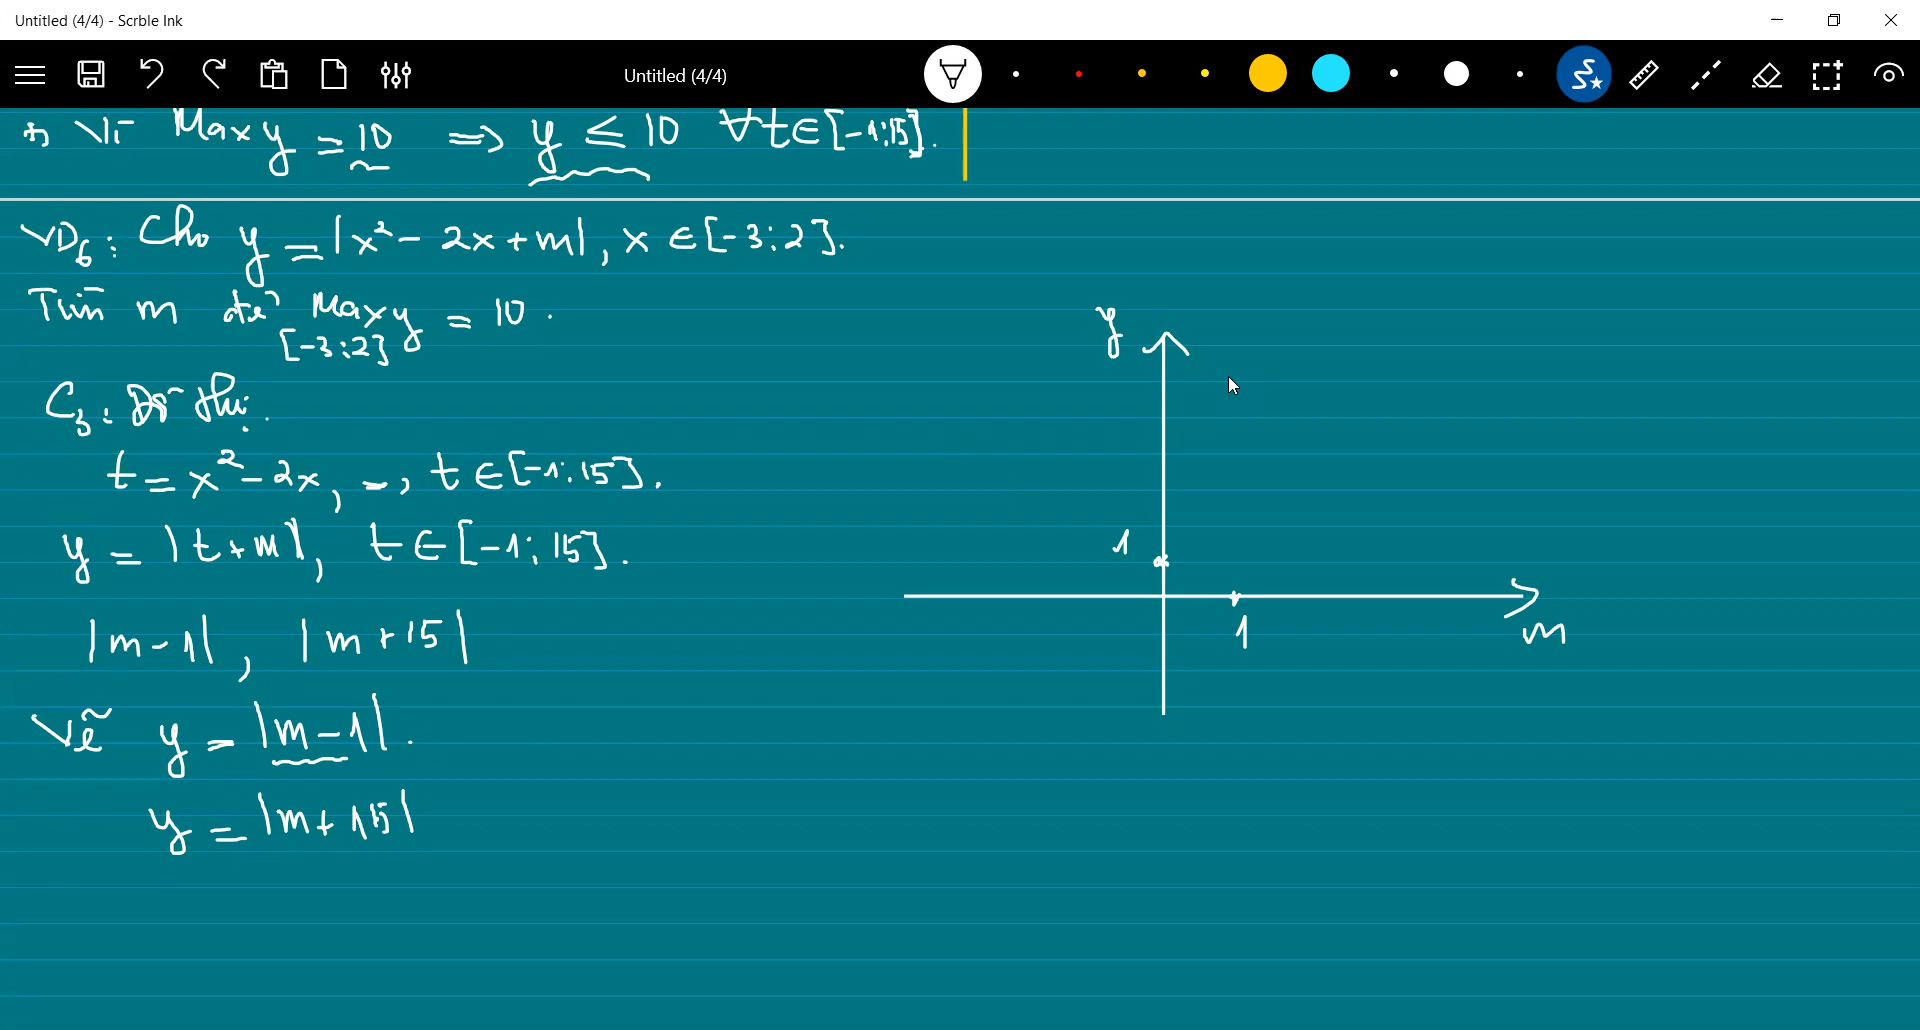 Untitled (4/4) - Scrble Ink
Untitled (4/4)
Vì Max y = 10 => y ≤ 10 ∀t∈[-1;15].
VD6: Cho y = |x² - 2x + m|, x ∈ [-3;2].
Tìm m để Max y = 10.
[-3;2]
C3: Đồ thị.
t = x² - 2x, -, t ∈ [-1;15].
y = |t+m|, t ∈ [-1;15].
|m-1|, |m+15|
Vẽ y = |m-1|.
y = |m+15|
y
1
1
m